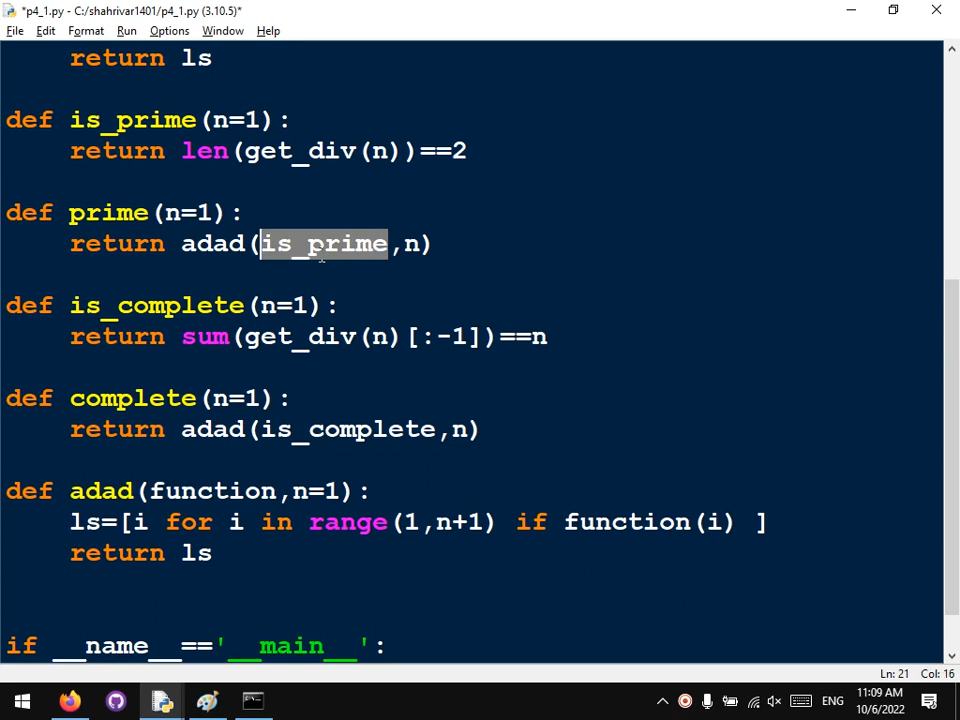 *p4_1.py - C:/shahrivar1401/p4_1.py (3.10.5)*
File Edit Format Run Options Window Help
    return ls
def is_prime(n=1):
    return len(get_div(n))==2
def prime(n=1):
    return adad(is_prime,n)
def is_complete(n=1):
    return sum(get_div(n)[:-1])==n
def complete(n=1):
    return adad(is_complete,n)
def adad(function,n=1):
    ls=[i for i in range(1,n+1) if function(i) ]
    return ls
if __name__=='__main__':
Ln: 21 Col: 16
ENG
11:09 AM
10/6/2022